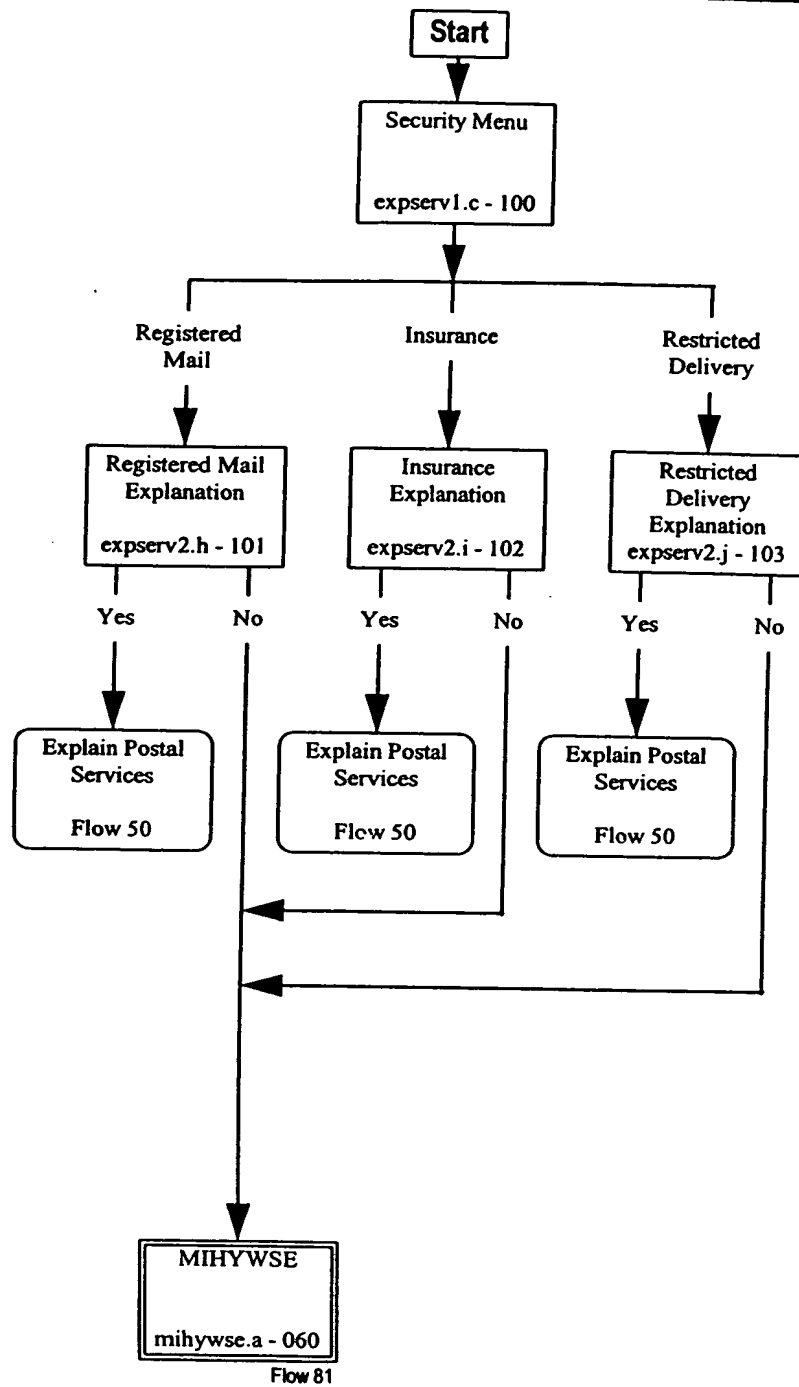 Start
Security Menu
expserv1.c - 100
Registered
Mail
Insurance
Restricted
Delivery
Registered Mail
Explanation
expserv2.h - 101
Insurance
Explanation
expserv2.i - 102
Restricted
Delivery
Explanation
expserv2.j - 103
Yes
No
Yes
No
Yes
No
Explain Postal
Services
Flow 50
Explain Postal
Services
Flow 50
Explain Postal
Services
Flow 50
MIHYWSE
mihywse.a - 060
Flow 81